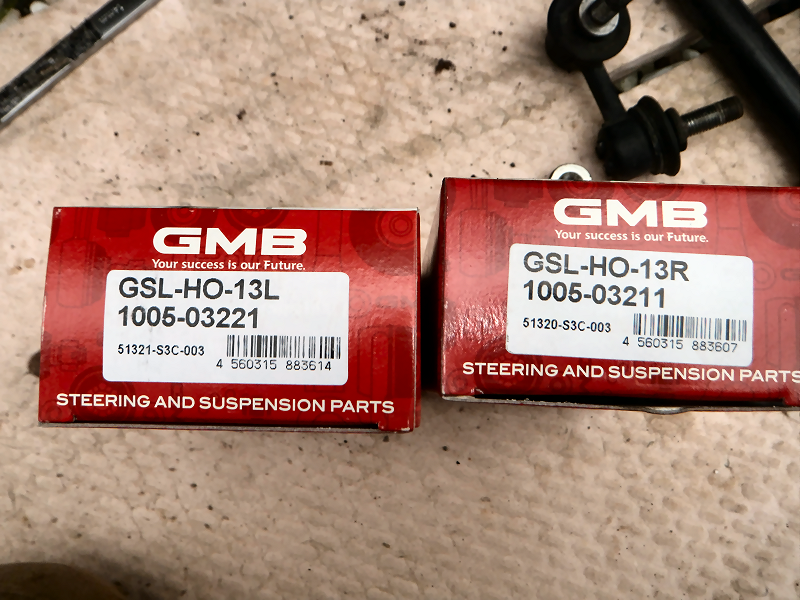 GMB
Your success is our Future.
GSL-HO-13L
1005-03221
51321-S3C-003
4 560315 883614
STEERING AND SUSPENSION PARTS
GMB
Your success is our Future.
GSL-HO-13R
1005-03211
51320-S3C-003
4 560315 883607
STEERING AND SUSPENSION PARTS